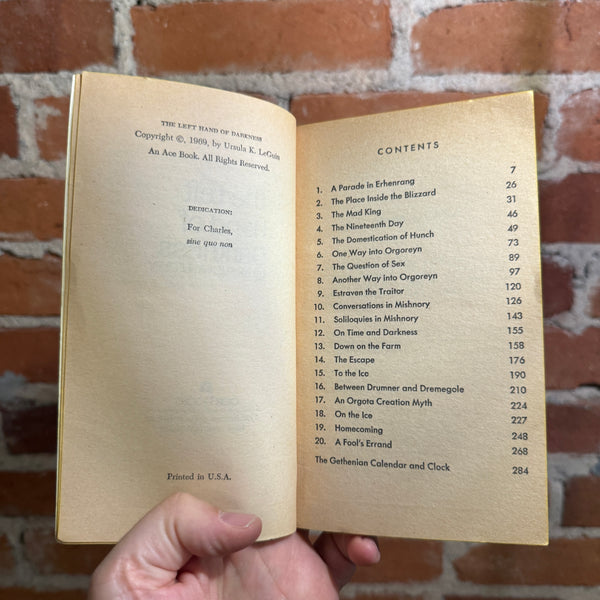 THE LEFT HAND OF DARKNESS
Copyright ©, 1969, by Ursula K. LeGuin
An Ace Book. All Rights Reserved.
DEDICATION:
For Charles,
sine quo non
Printed in U.S.A.
CONTENTS
1. A Parade in Erhenrang 7
2. The Place Inside the Blizzard 26
3. The Mad King 31
4. The Nineteenth Day 46
5. The Domestication of Hunch 49
6. One Way into Orgoreyn 73
7. The Question of Sex 89
8. Another Way into Orgoreyn 97
9. Estraven the Traitor 120
10. Conversations in Mishnory 126
11. Soliloquies in Mishnory 143
12. On Time and Darkness 155
13. Down on the Farm 158
14. The Escape 176
15. To the Ice 190
16. Between Drumner and Dremegole 210
17. An Orgota Creation Myth 224
18. On the Ice 227
19. Homecoming 248
20. A Fool's Errand 268
The Gethenian Calendar and Clock 284